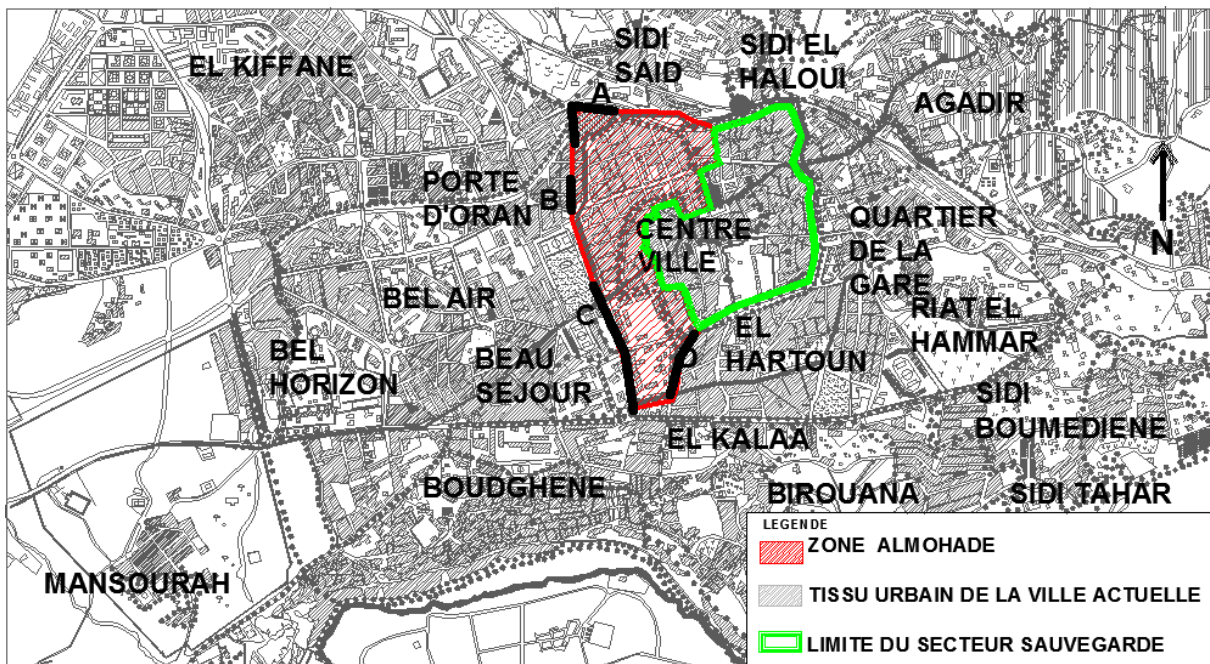 SIDI
SAID
SIDI EL
HALOUI
EL KIFFANE
AGADIR
A
PORTE
D'ORAN
B
CENTRE
VILLE
QUARTIER
DE LA
GARE
N
BEL AIR
C
RIAT EL
HAMMAR
EL
HARTOUN
D
BEL
HORIZON
BEAU
SEJOUR
SIDI
BOUMEDIENE
EL KALAA
BOUDGHENE
BIROUANA
SIDI TAHAR
MANSOURAH
LEGENDE
ZONE ALMOHADE
TISSU URBAIN DE LA VILLE ACTUELLE
LIMITE DU SECTEUR SAUVEGARDE